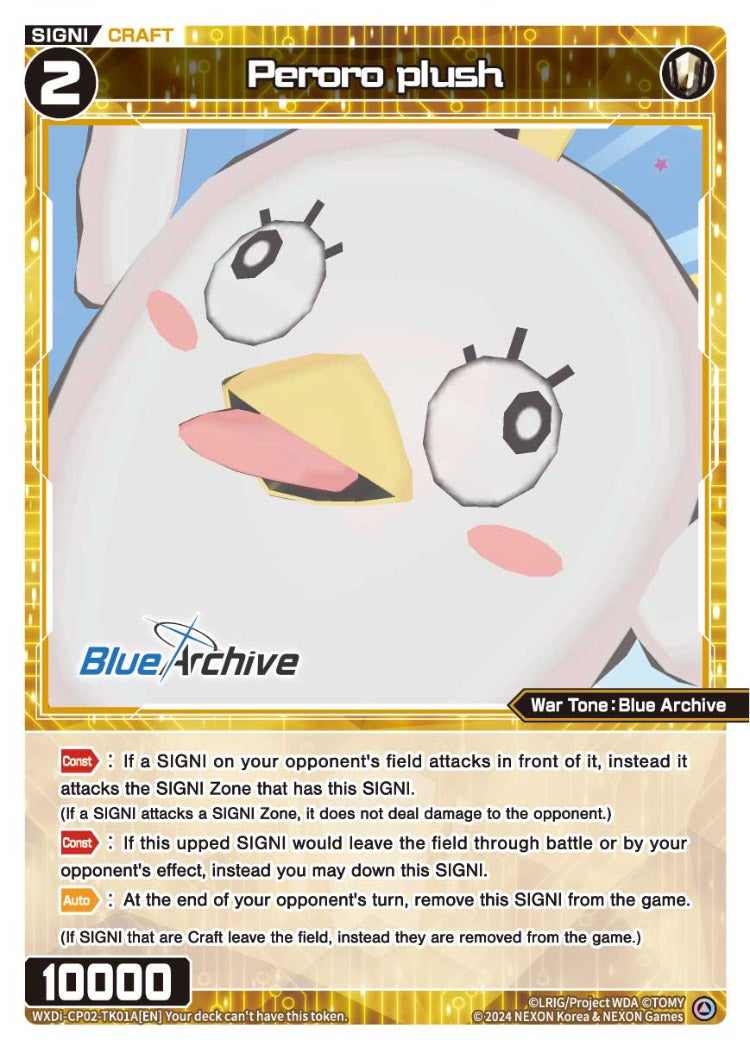 SIGNI CRAFT
2 Peroro plush
Blue Archive
War Tone:Blue Archive
Const : If a SIGNI on your opponent's field attacks in front of it, instead it
attacks the SIGNI Zone that has this SIGNI.
(If a SIGNI attacks a SIGNI Zone, it does not deal damage to the opponent.)
Const : If this upped SIGNI would leave the field through battle or by your
opponent's effect, instead you may down this SIGNI.
Auto : At the end of your opponent's turn, remove this SIGNI from the game.
(If SIGNI that are Craft leave the field, instead they are removed from the game.)
10000
WXDi-CP02-TK01A[EN] Your deck can't have this token.
©LRIG/Project WDA ©TOMY
©2024 NEXON Korea & NEXON Games